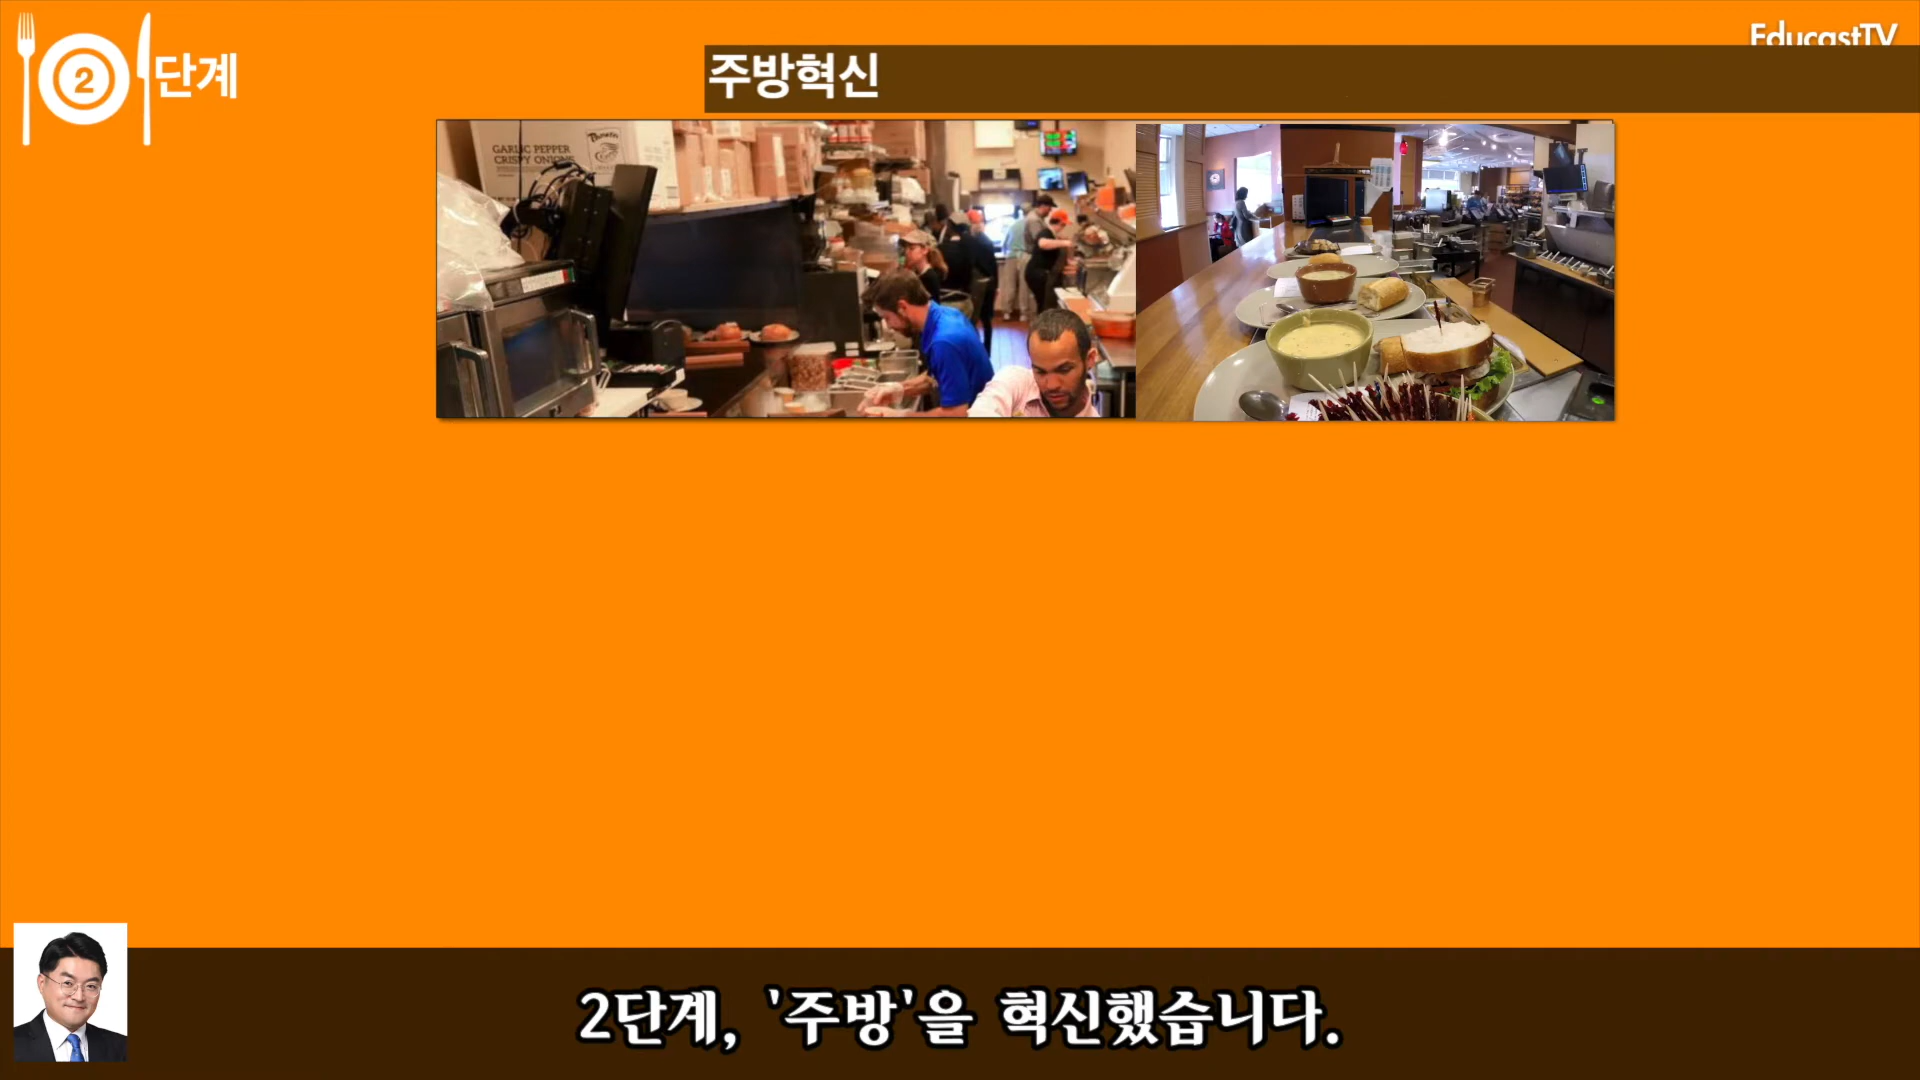 2
단계
EducastTV
주방혁신
GARLIC PEPPER
CRISPY ONIONS
2단계, '주방'을 혁신했습니다.